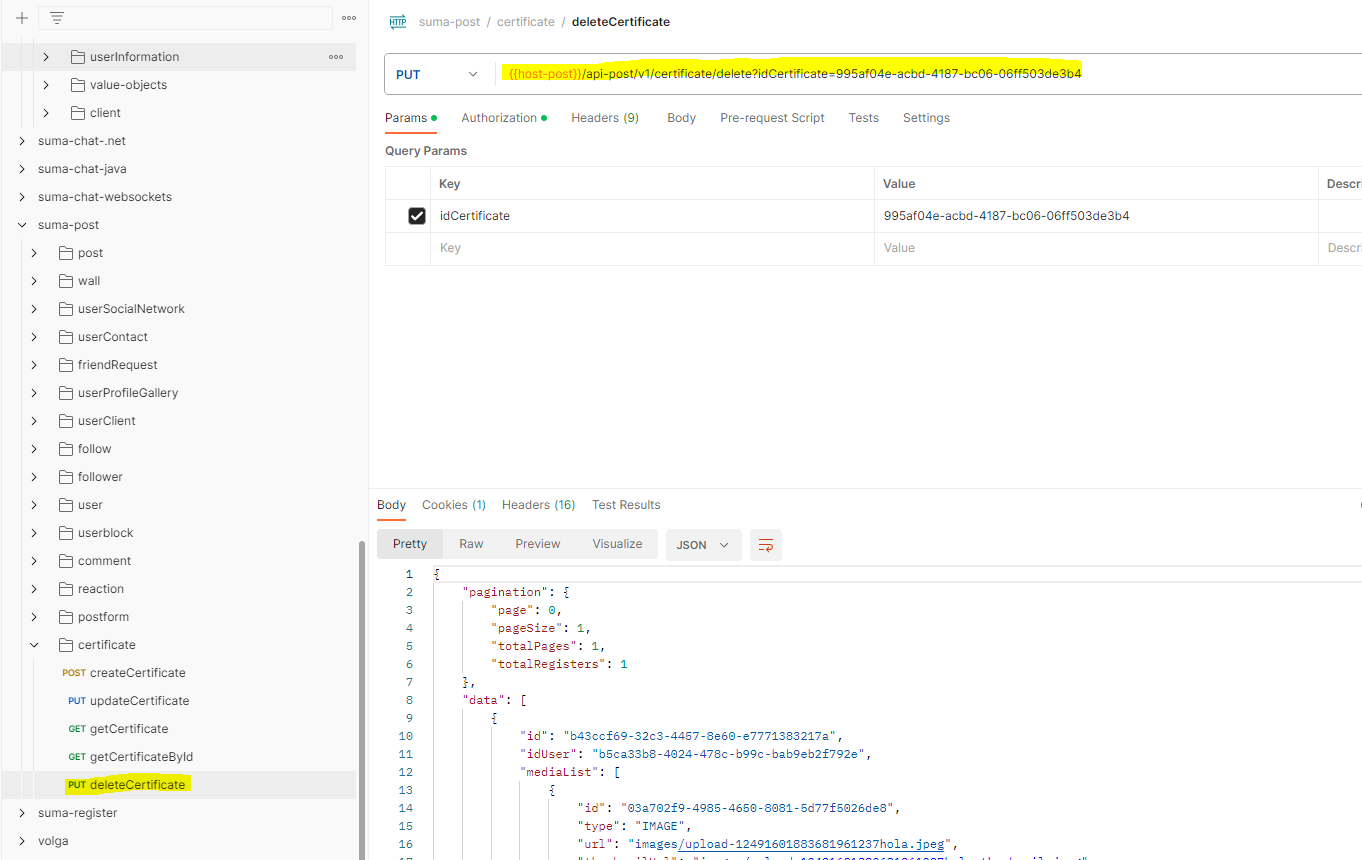 userInformation
value-objects
client
suma-chat-.net
suma-chat-java
suma-chat-websockets
suma-post
post
wall
userSocialNetwork
userContact
friendRequest
userProfileGallery
userClient
follow
follower
user
userblock
comment
reaction
postform
certificate
POST createCertificate
PUT updateCertificate
GET getCertificate
GET getCertificateById
PUT deleteCertificate
suma-register
volga
HTTP suma-post / certificate / deleteCertificate
PUT {{host-post}}/api-post/v1/certificate/delete?idCertificate=995af04e-acbd-4187-bc06-06ff503de3b4
Params Authorization Headers (9) Body Pre-request Script Tests Settings
Query Params
Key Value Descri
idCertificate 995af04e-acbd-4187-bc06-06ff503de3b4
Key Value Descri
Body Cookies (1) Headers (16) Test Results
Pretty Raw Preview Visualize JSON
1 {
2 "pagination": {
3 "page": 0,
4 "pageSize": 1,
5 "totalPages": 1,
6 "totalRegisters": 1
7 },
8 "data": [
9 {
10 "id": "b43ccf69-32c3-4457-8e60-e7771383217a",
11 "idUser": "b5ca33b8-4024-478c-b99c-bab9eb2f792e",
12 "mediaList": [
13 {
14 "id": "03a702f9-4985-4650-8081-5d77f5026de8",
15 "type": "IMAGE",
16 "url": "images/upload-12491601883681961237hola.jpeg",